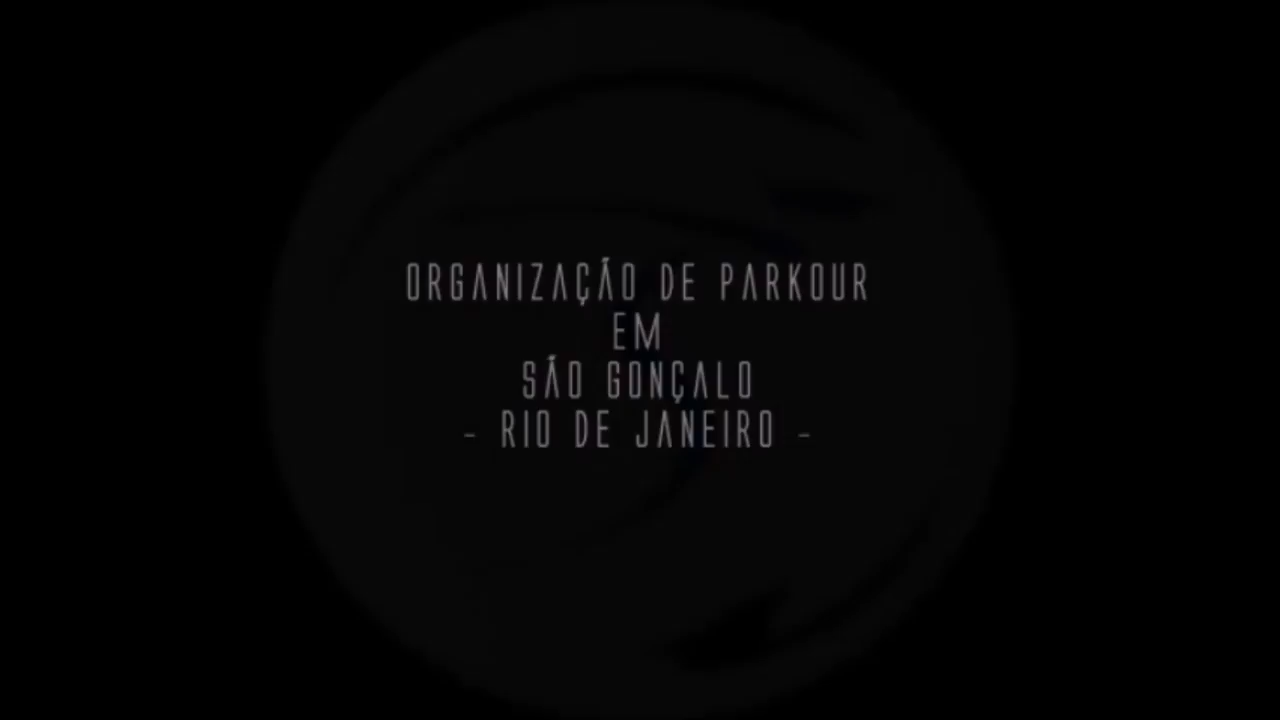 ORGANIZAÇÃO DE PARKOUR
EM
SÃO GONÇALO
- RIO DE JANEIRO -